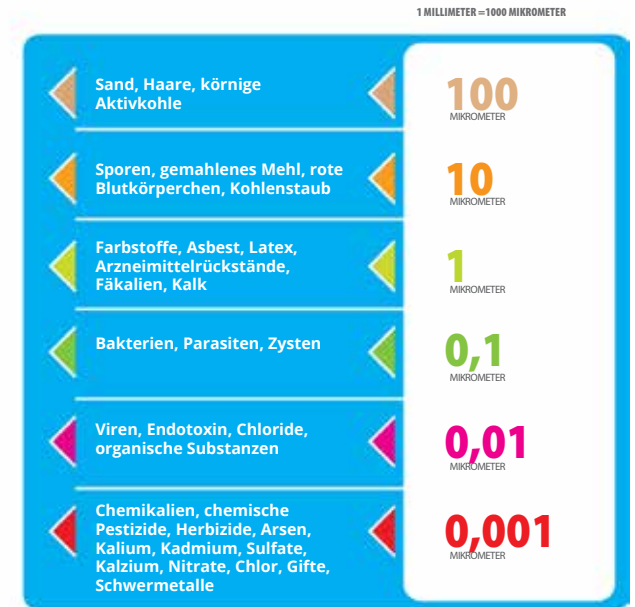 1 MILLIMETER =1000 MIKROMETER
Sand, Haare, körnige
Aktivkohle
100
MIKROMETER
Sporen, gemahlenes Mehl, rote
Blutkörperchen, Kohlenstaub
10
MIKROMETER
Farbstoffe, Asbest, Latex,
Arzneimittelrückstände,
Fäkalien, Kalk
1
MIKROMETER
Bakterien, Parasiten, Zysten
0,1
MIKROMETER
Viren, Endotoxin, Chloride,
organische Substanzen
0,01
MIKROMETER
Chemikalien, chemische
Pestizide, Herbizide, Arsen,
Kalium, Kadmium, Sulfate,
Kalzium, Nitrate, Chlor, Gifte,
Schwermetalle
0,001
MIKROMETER